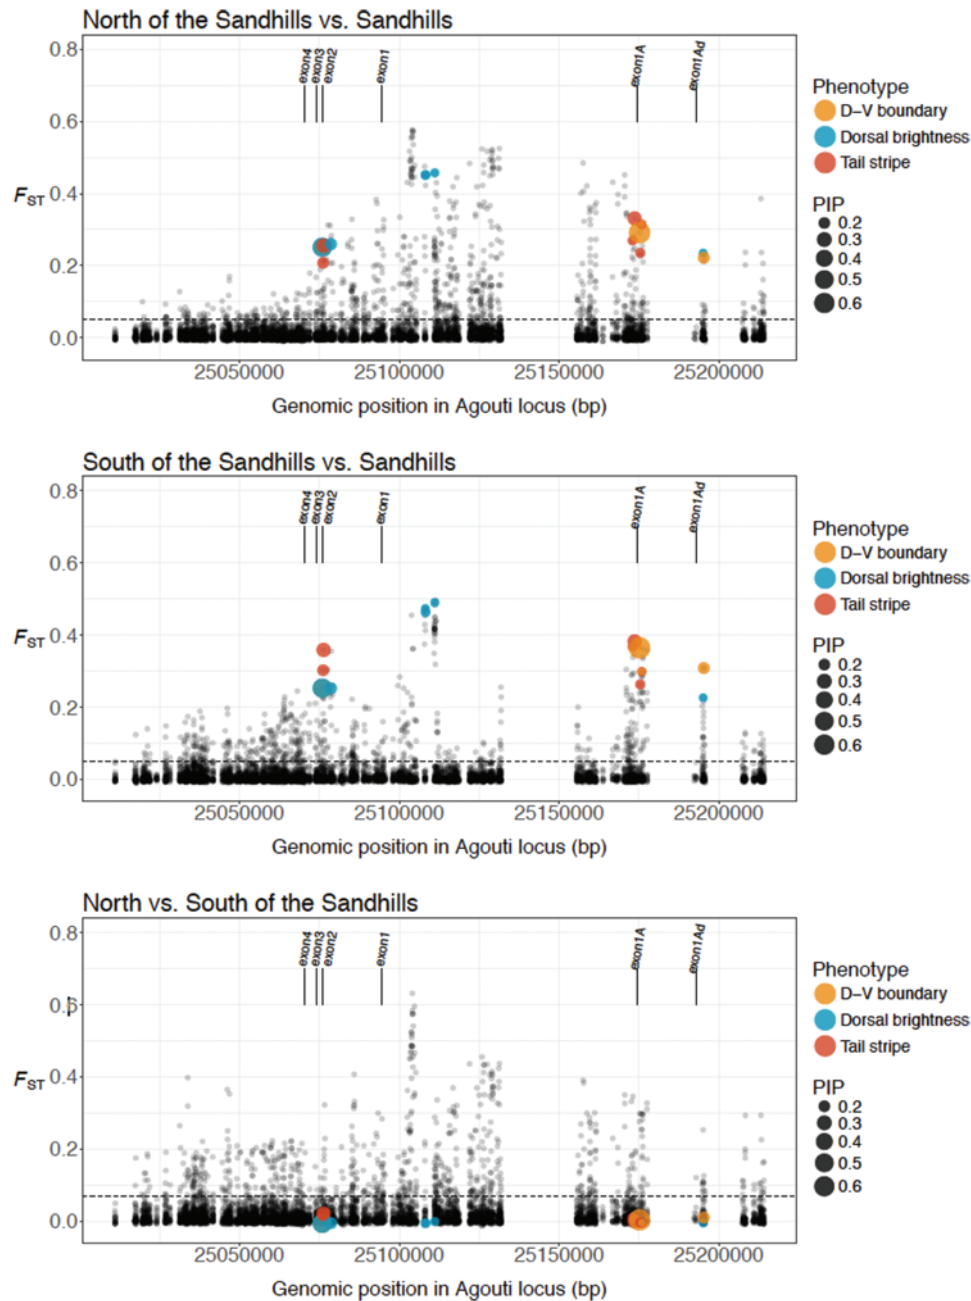 North of the Sandhills vs. Sandhills
0.8
0.6
0.4
0.2
0.0
FST
exon4
exon3
exon2
exon1
exon1A
exon1Ad
25050000 25100000 25150000 25200000
Genomic position in Agouti locus (bp)
Phenotype
D–V boundary
Dorsal brightness
Tail stripe
PIP
0.2
0.3
0.4
0.5
0.6
South of the Sandhills vs. Sandhills
0.8
0.6
0.4
0.2
0.0
FST
exon4
exon3
exon2
exon1
exon1A
exon1Ad
25050000 25100000 25150000 25200000
Genomic position in Agouti locus (bp)
Phenotype
D–V boundary
Dorsal brightness
Tail stripe
PIP
0.2
0.3
0.4
0.5
0.6
North vs. South of the Sandhills
0.8
0.6
0.4
0.2
0.0
FST
exon4
exon3
exon2
exon1
exon1A
exon1Ad
25050000 25100000 25150000 25200000
Genomic position in Agouti locus (bp)
Phenotype
D–V boundary
Dorsal brightness
Tail stripe
PIP
0.2
0.3
0.4
0.5
0.6